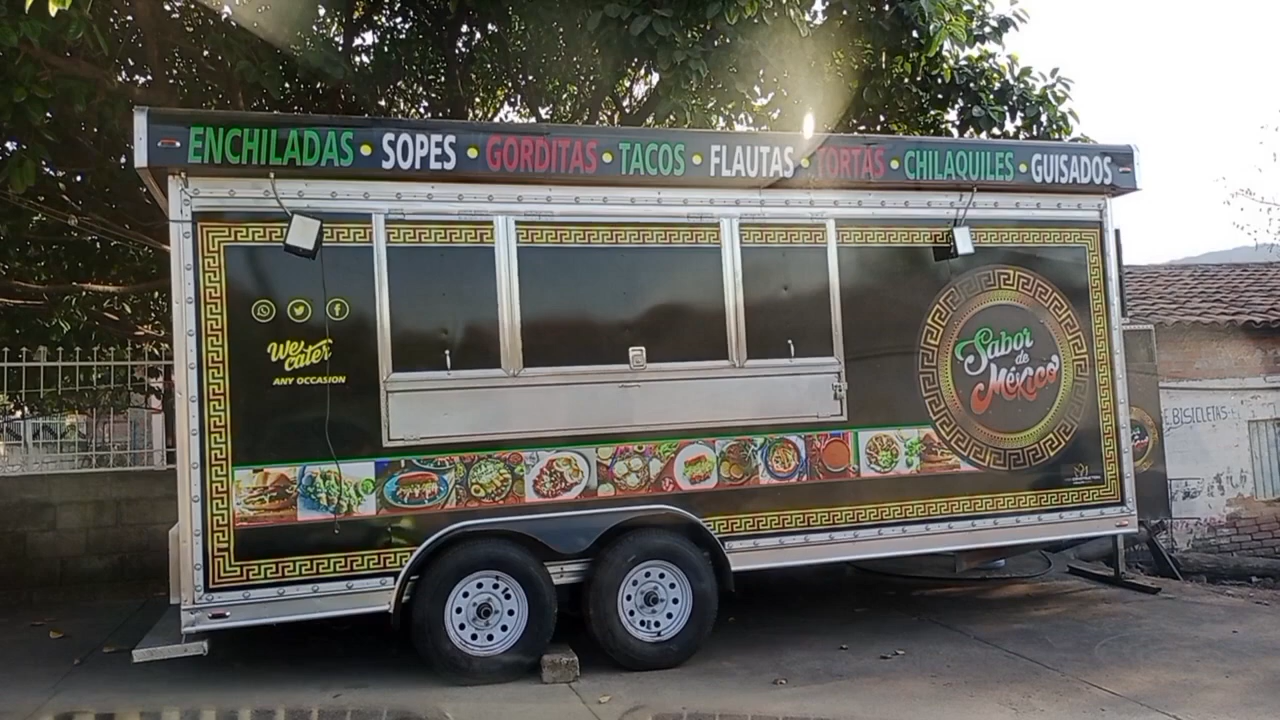 ENCHILADAS • SOPES • GORDITAS • TACOS • FLAUTAS • TORTAS • CHILAQUILES • GUISADOS
We
cater
ANY OCCASION
Sabor
de
México
E BISICLETAS